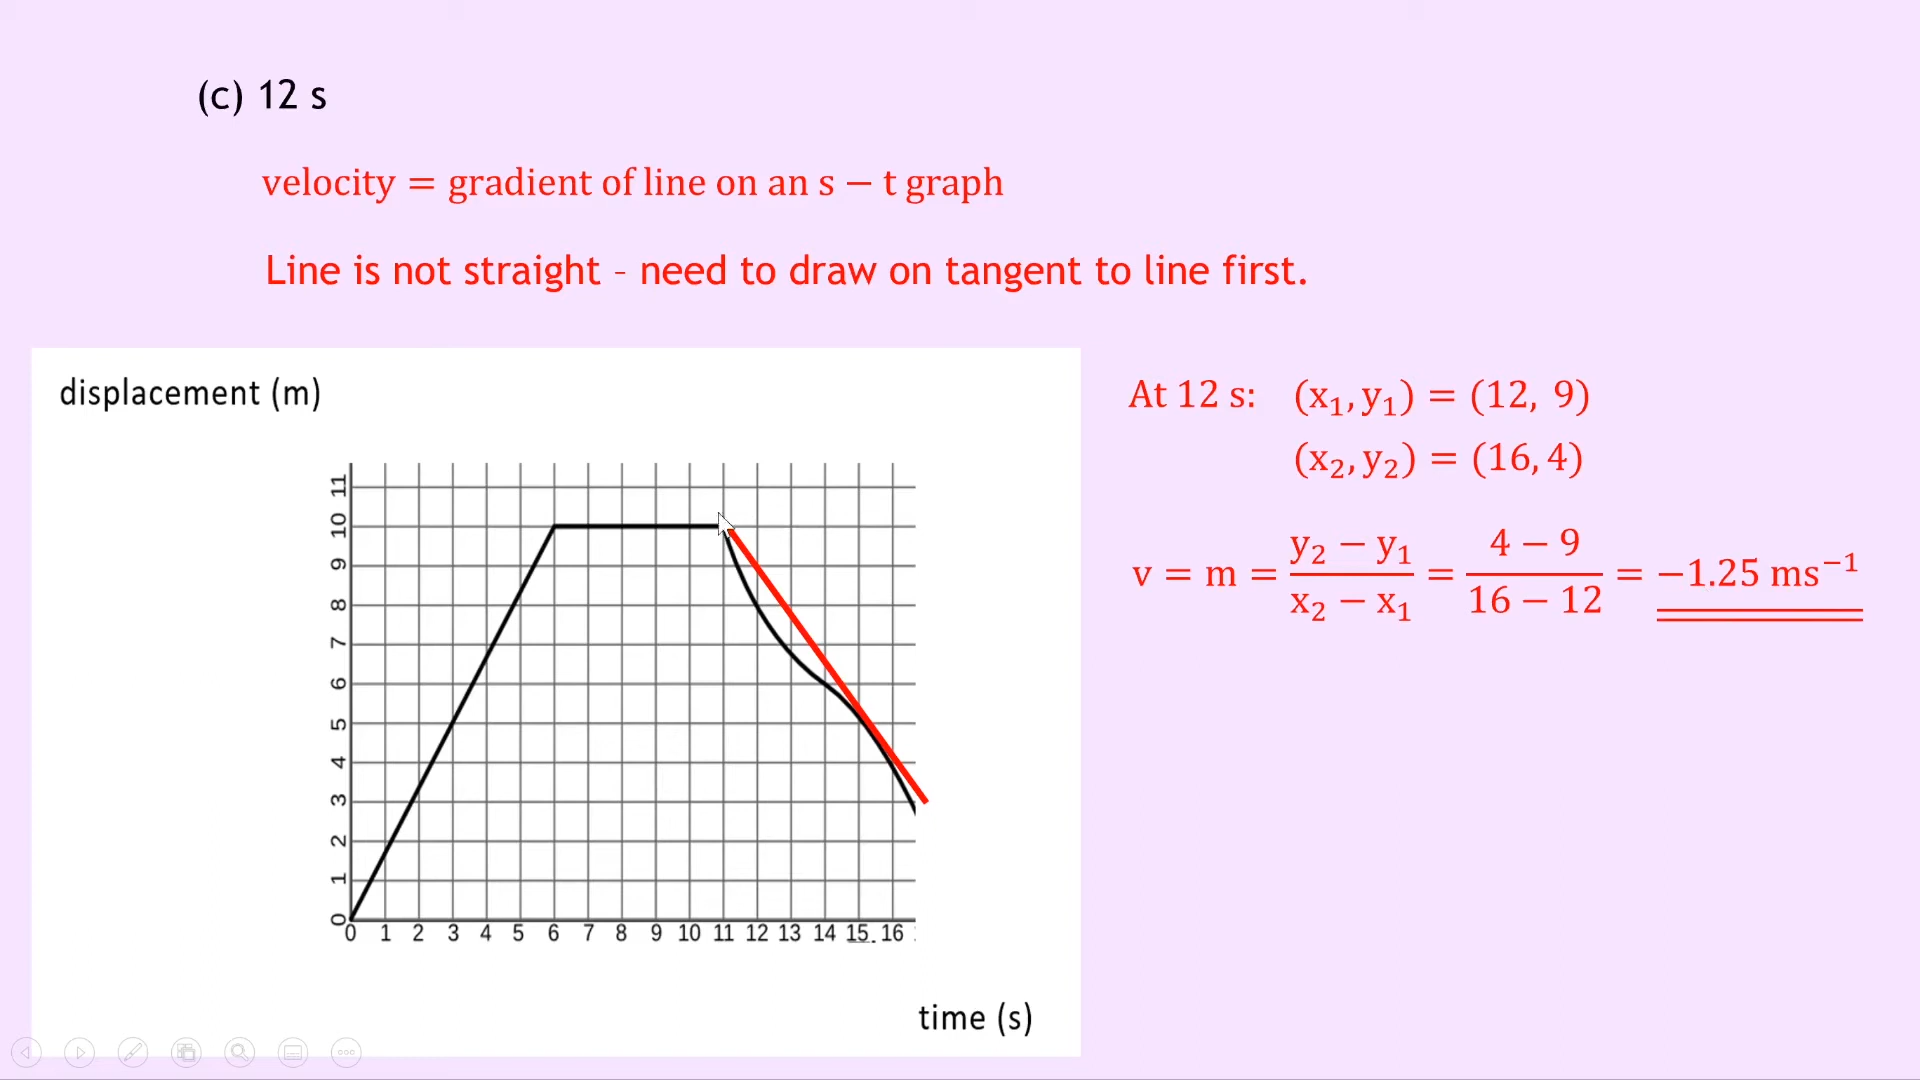 (c) 12 s
velocity = gradient of line on an s − t graph
Line is not straight - need to draw on tangent to line first.
displacement (m)
11
10
9
8
7
6
5
4
3
2
1
0
0 1 2 3 4 5 6 7 8 9 10 11 12 13 14 15 16
time (s)
At 12 s: (x₁, y₁) = (12, 9)
(x₂, y₂) = (16, 4)
v = m = (y₂ − y₁)/(x₂ − x₁) = (4 − 9)/(16 − 12) = −1.25 ms⁻¹